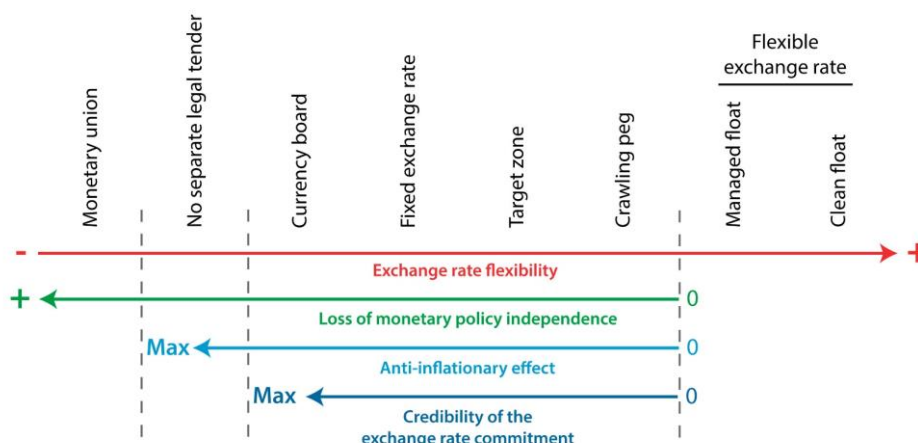 Flexible
exchange rate
Monetary union
No separate legal tender
Currency board
Fixed exchange rate
Target zone
Crawling peg
Managed float
Clean float
- +
Exchange rate flexibility
+ 0
Loss of monetary policy independence
Max 0
Anti-inflationary effect
Max 0
Credibility of the
exchange rate commitment